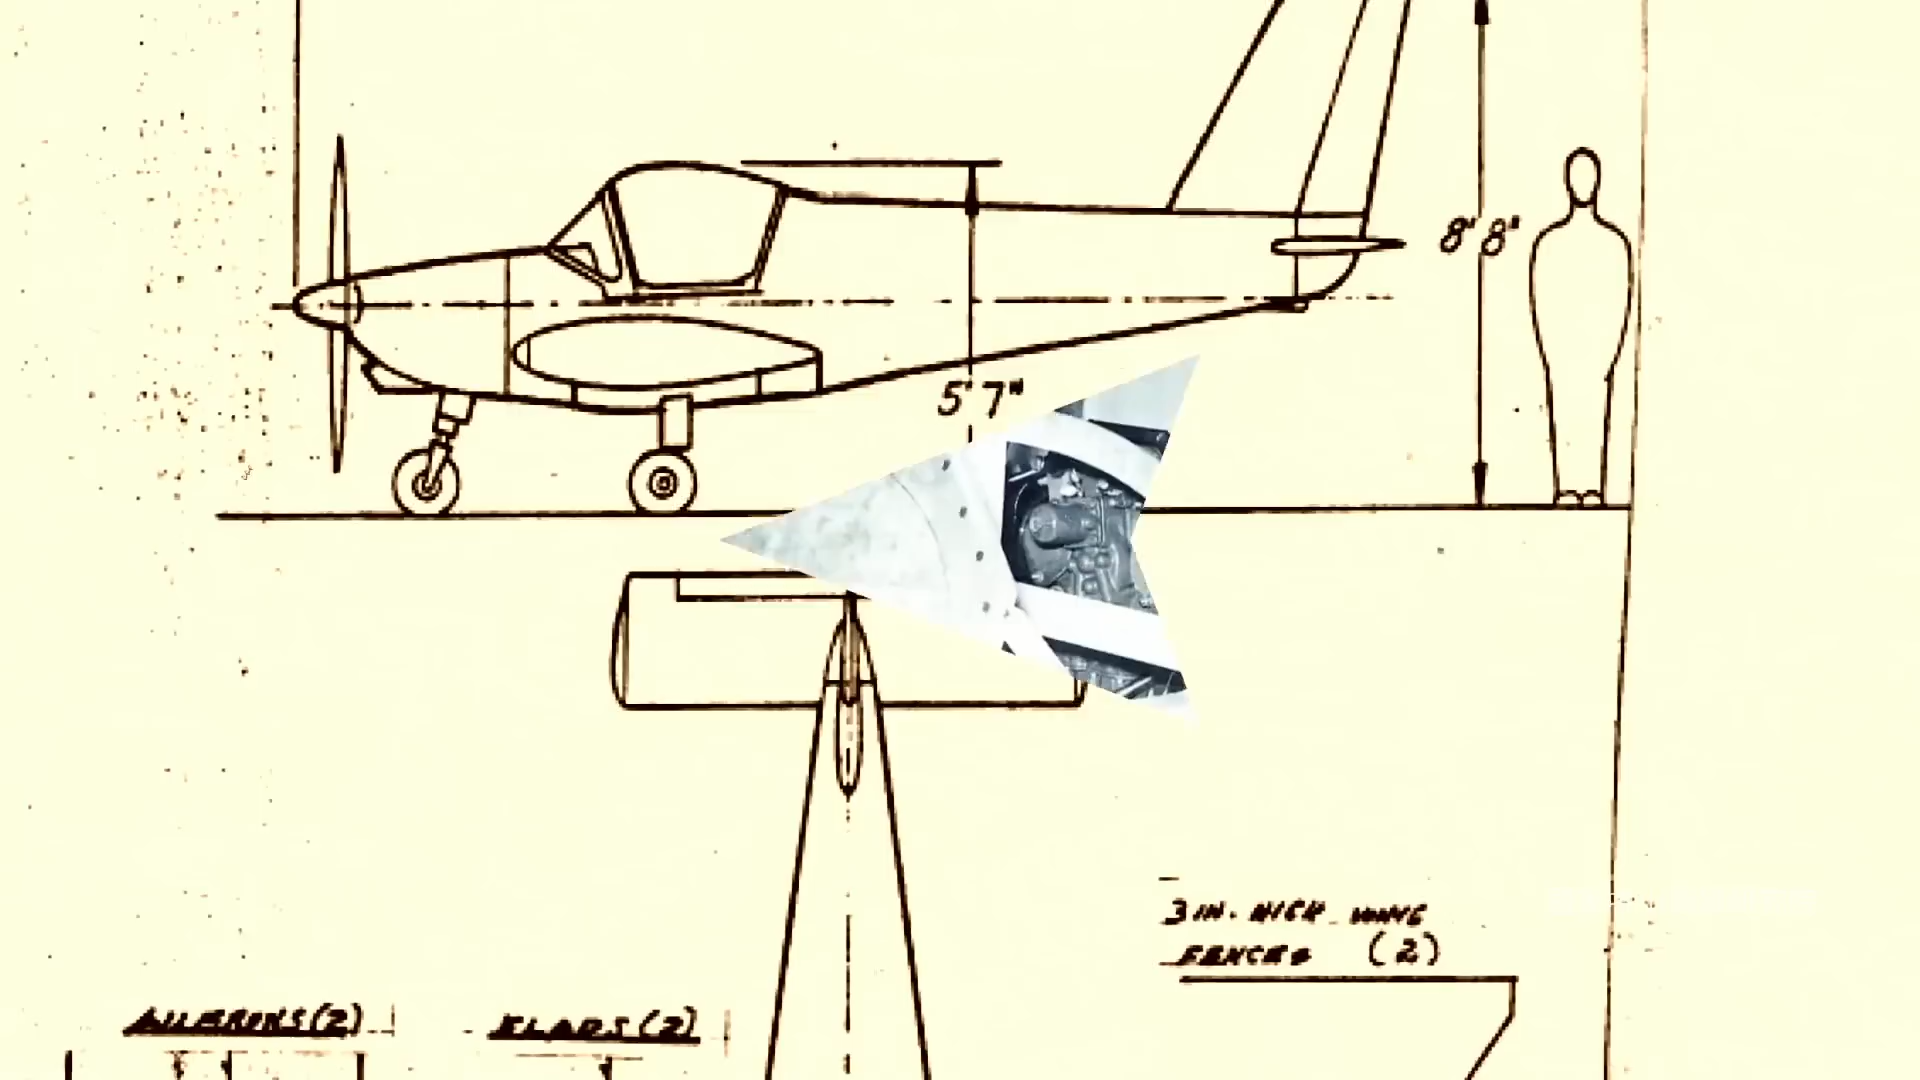 8' 8"
5' 7"
3 IN. HIGH WING
FENCES (2)
AILERONS (2)
FLAPS (2)